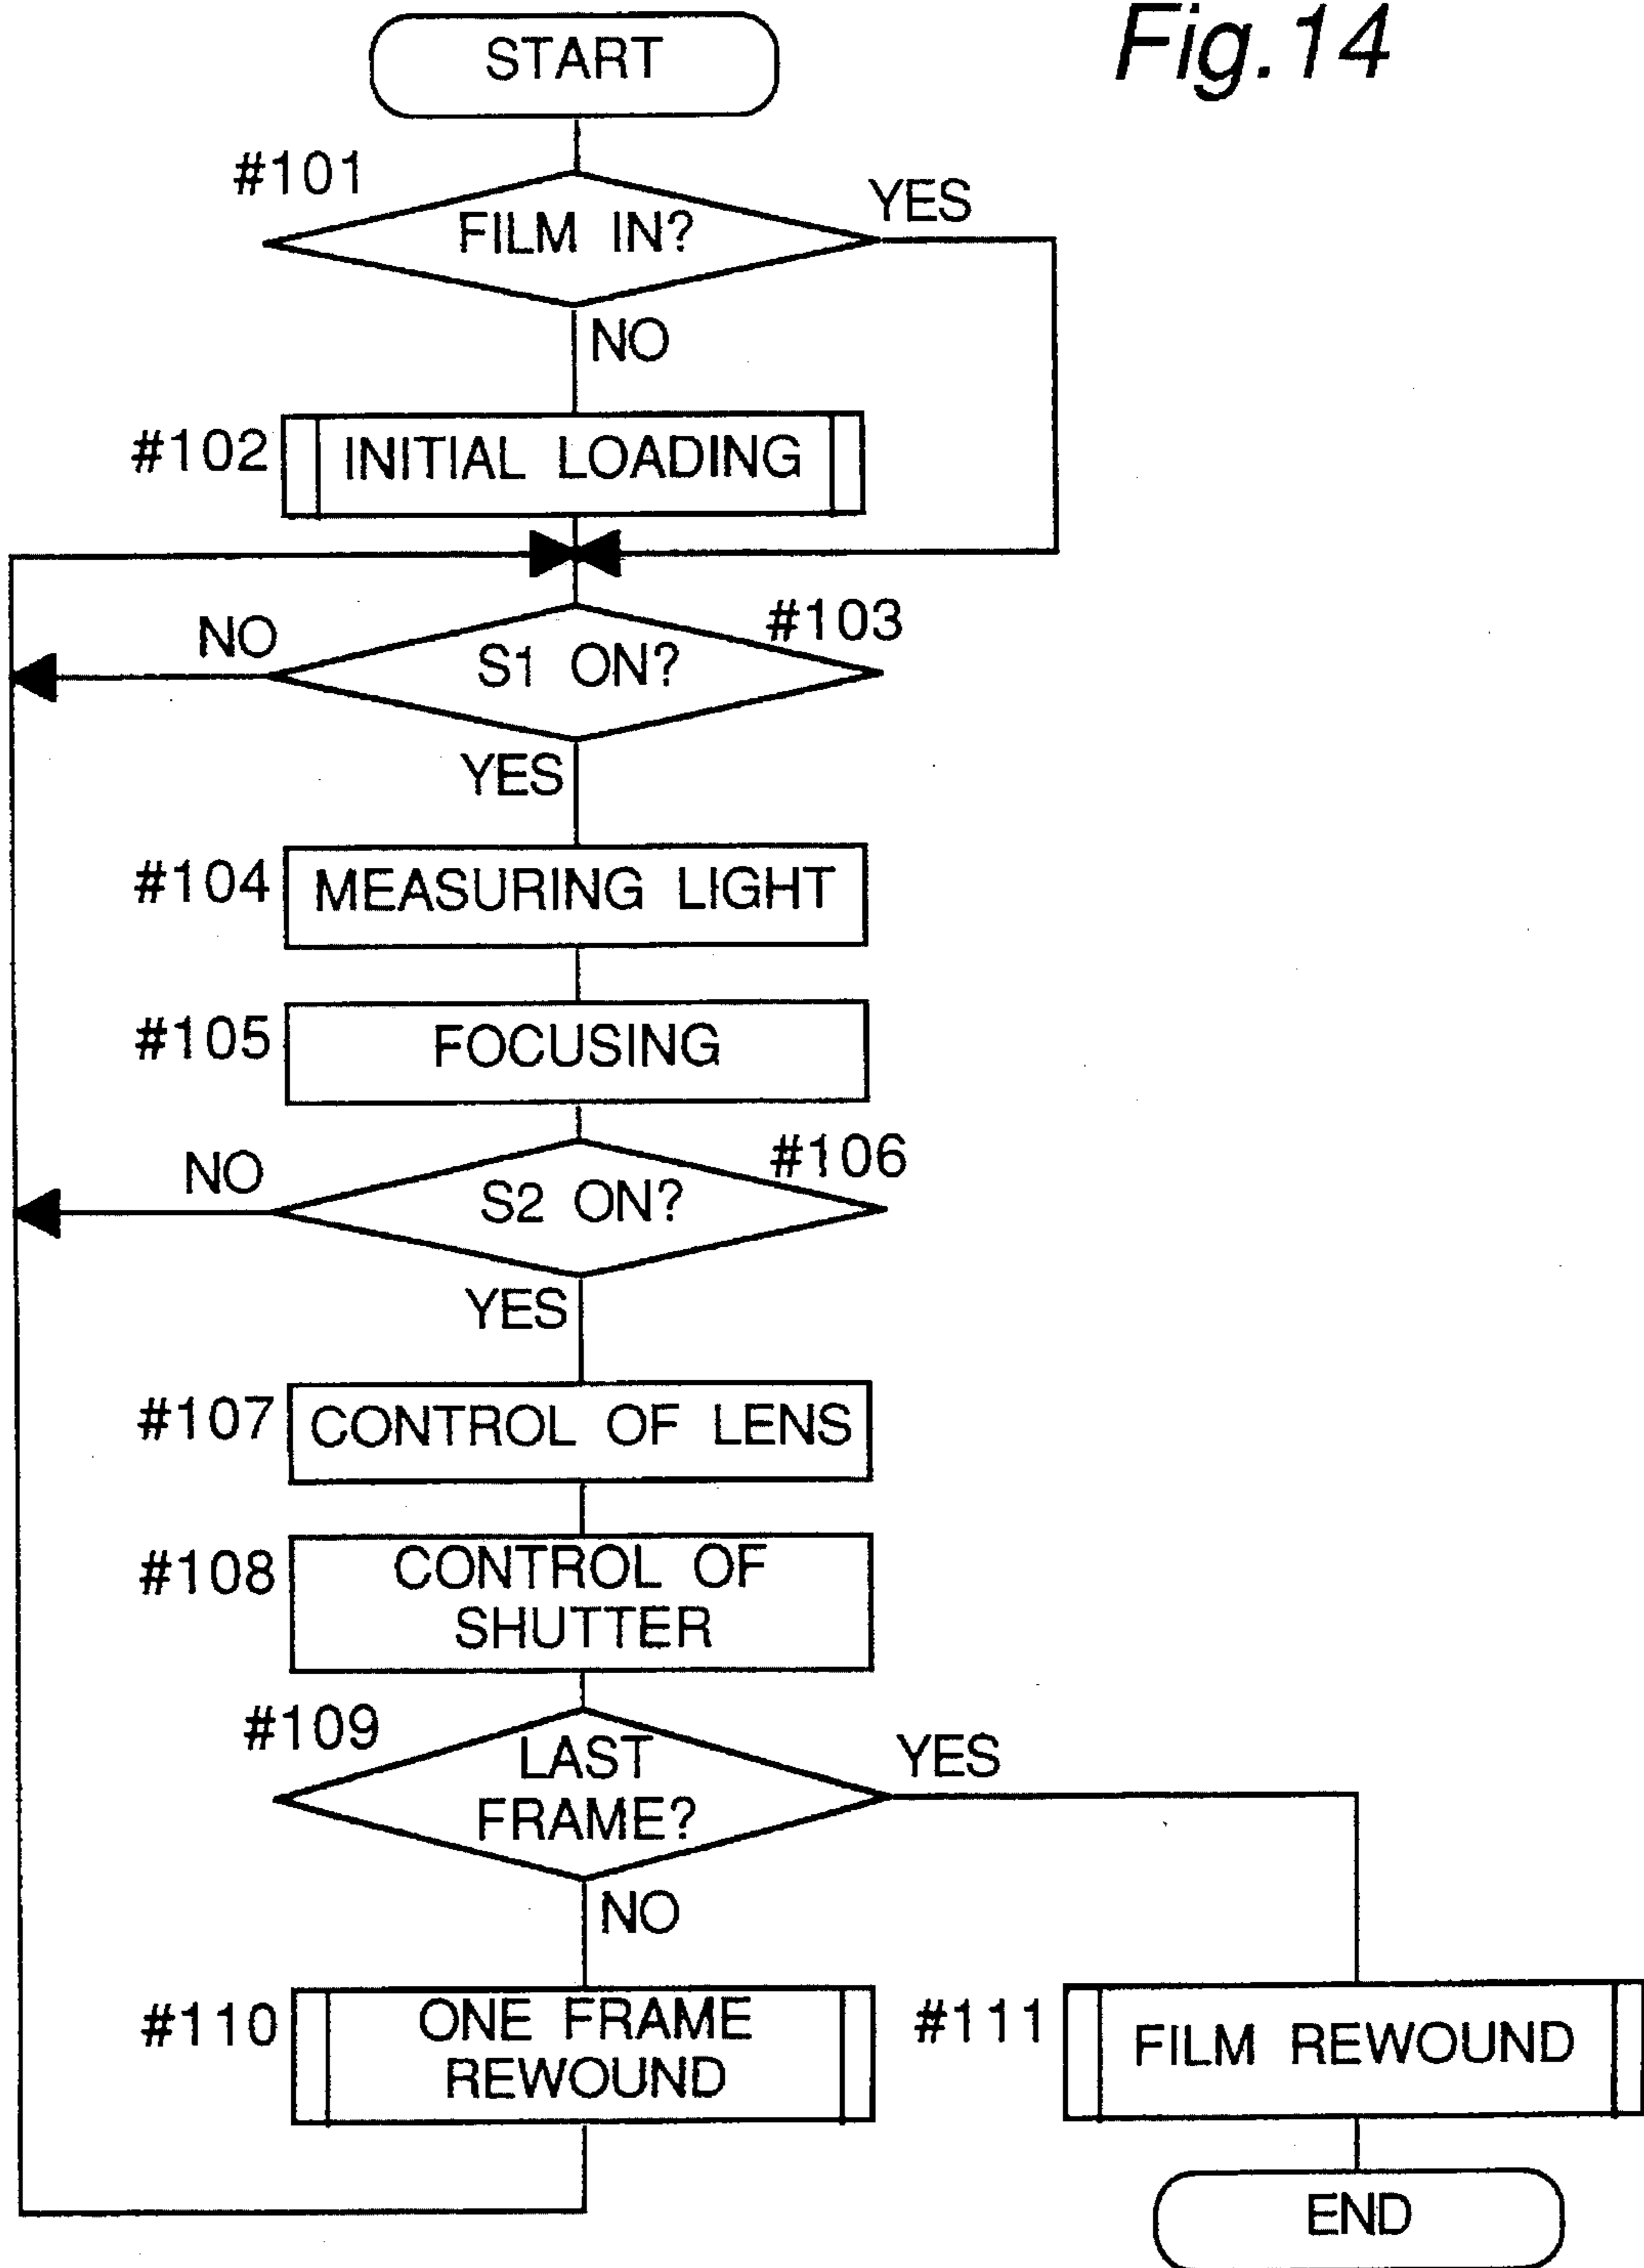 Fig.14
START
#101
FILM IN?
YES
NO
#102
INITIAL LOADING
#103
NO
S1 ON?
YES
#104
MEASURING LIGHT
#105
FOCUSING
#106
NO
S2 ON?
YES
#107
CONTROL OF LENS
#108
CONTROL OF
SHUTTER
#109
LAST
FRAME?
YES
NO
#110
ONE FRAME
REWOUND
#111
FILM REWOUND
END